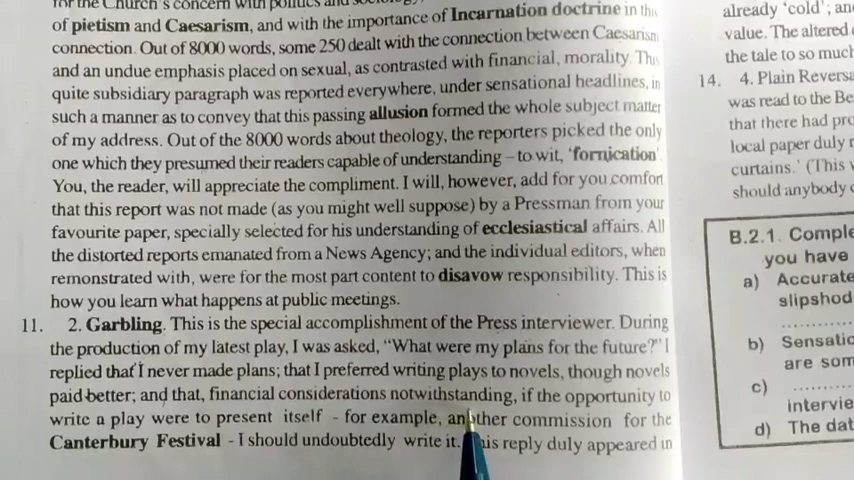 for the Church's concern with politics and
of pietism and Caesarism, and with the importance of Incarnation doctrine in this
connection. Out of 8000 words, some 250 dealt with the connection between Caesarism
and an undue emphasis placed on sexual, as contrasted with financial, morality. This
quite subsidiary paragraph was reported everywhere, under sensational headlines, in
such a manner as to convey that this passing allusion formed the whole subject matter
of my address. Out of the 8000 words about theology, the reporters picked the only
one which they presumed their readers capable of understanding – to wit, 'fornication'.
You, the reader, will appreciate the compliment. I will, however, add for you comfort
that this report was not made (as you might well suppose) by a Pressman from your
favourite paper, specially selected for his understanding of ecclesiastical affairs. All
the distorted reports emanated from a News Agency; and the individual editors, when
remonstrated with, were for the most part content to disavow responsibility. This is
how you learn what happens at public meetings.
11. 2. Garbling. This is the special accomplishment of the Press interviewer. During
the production of my latest play, I was asked, "What were my plans for the future?" I
replied that I never made plans; that I preferred writing plays to novels, though novels
paid better; and that, financial considerations notwithstanding, if the opportunity to
write a play were to present itself - for example, another commission for the
Canterbury Festival - I should undoubtedly write it. This reply duly appeared in
already 'cold'; and
value. The altered
the tale to so much
14. 4. Plain Reversa
was read to the Be
that there had pro
local paper duly r
curtains.' (This v
should anybody
B.2.1. Comple
you have
a) Accurate
slipshod
..............
b) Sensatio
are som
c) ..............
intervie
d) The dat